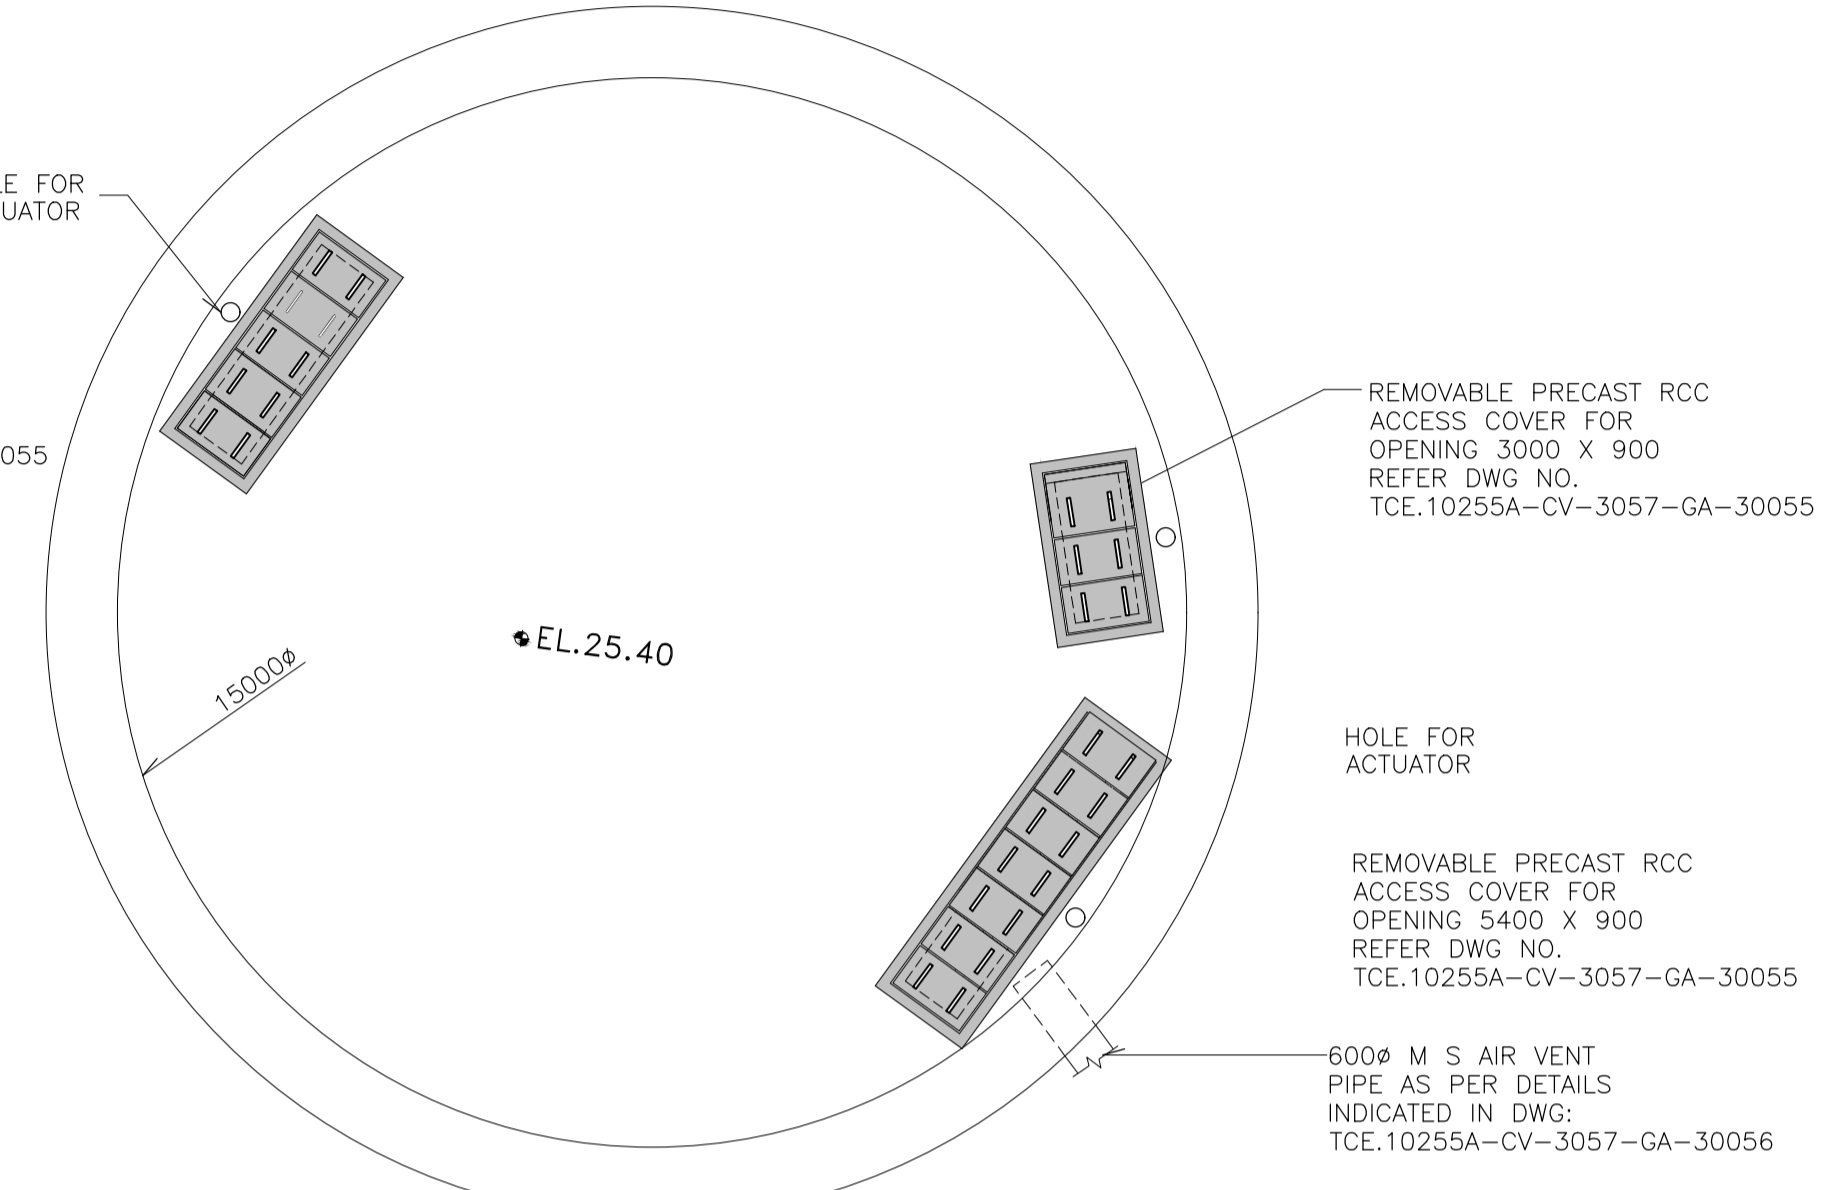 FOR
055
REMOVABLE PRECAST RCC
ACCESS COVER FOR
OPENING 3000 X 900
REFER DWG NO.
TCE.10255A-CV-3057-GA-30055
EL.25.40
15000ø
HOLE FOR
ACTUATOR
REMOVABLE PRECAST RCC
ACCESS COVER FOR
OPENING 5400 X 900
REFER DWG NO.
TCE.10255A-CV-3057-GA-30055
600ø M S AIR VENT
PIPE AS PER DETAILS
INDICATED IN DWG:
TCE.10255A-CV-3057-GA-30056